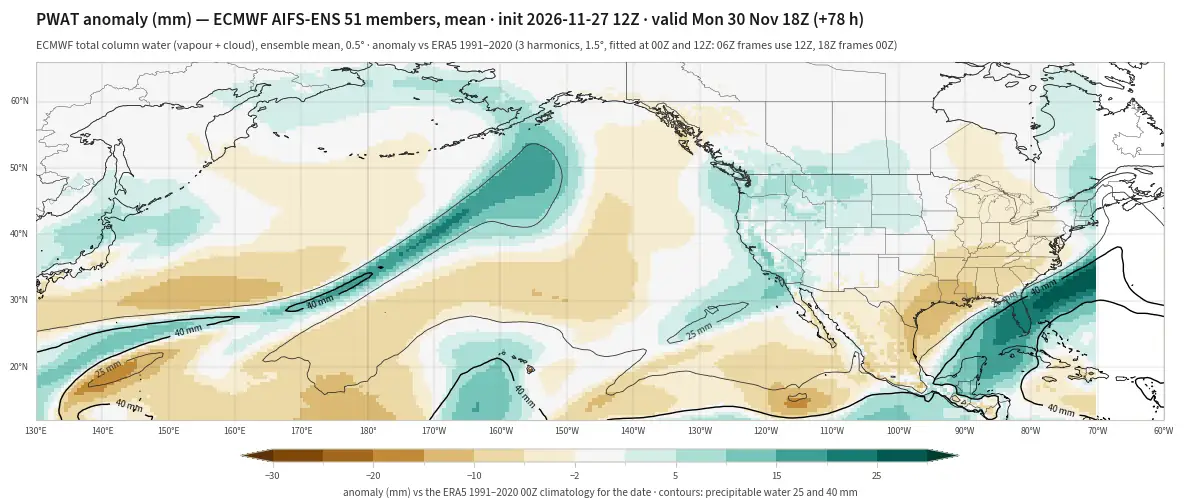 PWAT anomaly (mm) — ECMWF AIFS-ENS 51 members, mean · init 2026-11-27 12Z · valid Mon 30 Nov 18Z (+78 h)
ECMWF total column water (vapour + cloud), ensemble mean, 0.5° · anomaly vs ERA5 1991–2020 (3 harmonics, 1.5°, fitted at 00Z and 12Z: 06Z frames use 12Z, 18Z frames 00Z)
60°N
50°N
40°N
30°N
20°N
40 mm
40 mm
25 mm
40 mm
40 mm
25 mm
25 mm
40 mm
40 mm
130°E 140°E 150°E 160°E 170°E 180° 170°W 160°W 150°W 140°W 130°W 120°W 110°W 100°W 90°W 80°W 70°W 60°W
−30 −20 −10 −2 5 15 25
anomaly (mm) vs the ERA5 1991–2020 00Z climatology for the date · contours: precipitable water 25 and 40 mm